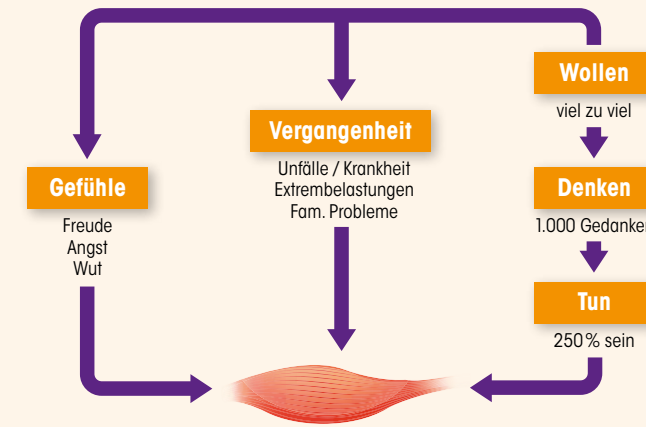 Wollen
viel zu viel
Vergangenheit
Unfälle / Krankheit
Extrembelastungen
Fam. Probleme
Gefühle
Freude
Angst
Wut
Denken
1.000 Gedanken
Tun
250 % sein